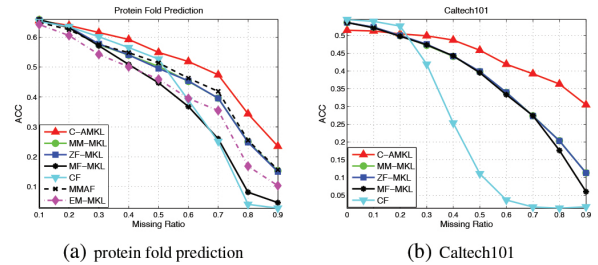 Protein Fold Prediction
ACC
0.6
0.5
0.4
0.3
0.2
0.1
C-AMKL
MM-MKL
ZF-MKL
MF-MKL
CF
MMAF
EM-MKL
0.1 0.2 0.3 0.4 0.5 0.6 0.7 0.8 0.9
Missing Ratio
(a) protein fold prediction
Caltech101
ACC
0.5
0.45
0.4
0.35
0.3
0.25
0.2
0.15
0.1
0.05
C-AMKL
MM-MKL
ZF-MKL
MF-MKL
CF
0 0.1 0.2 0.3 0.4 0.5 0.6 0.7 0.8 0.9
Missing Ratio
(b) Caltech101